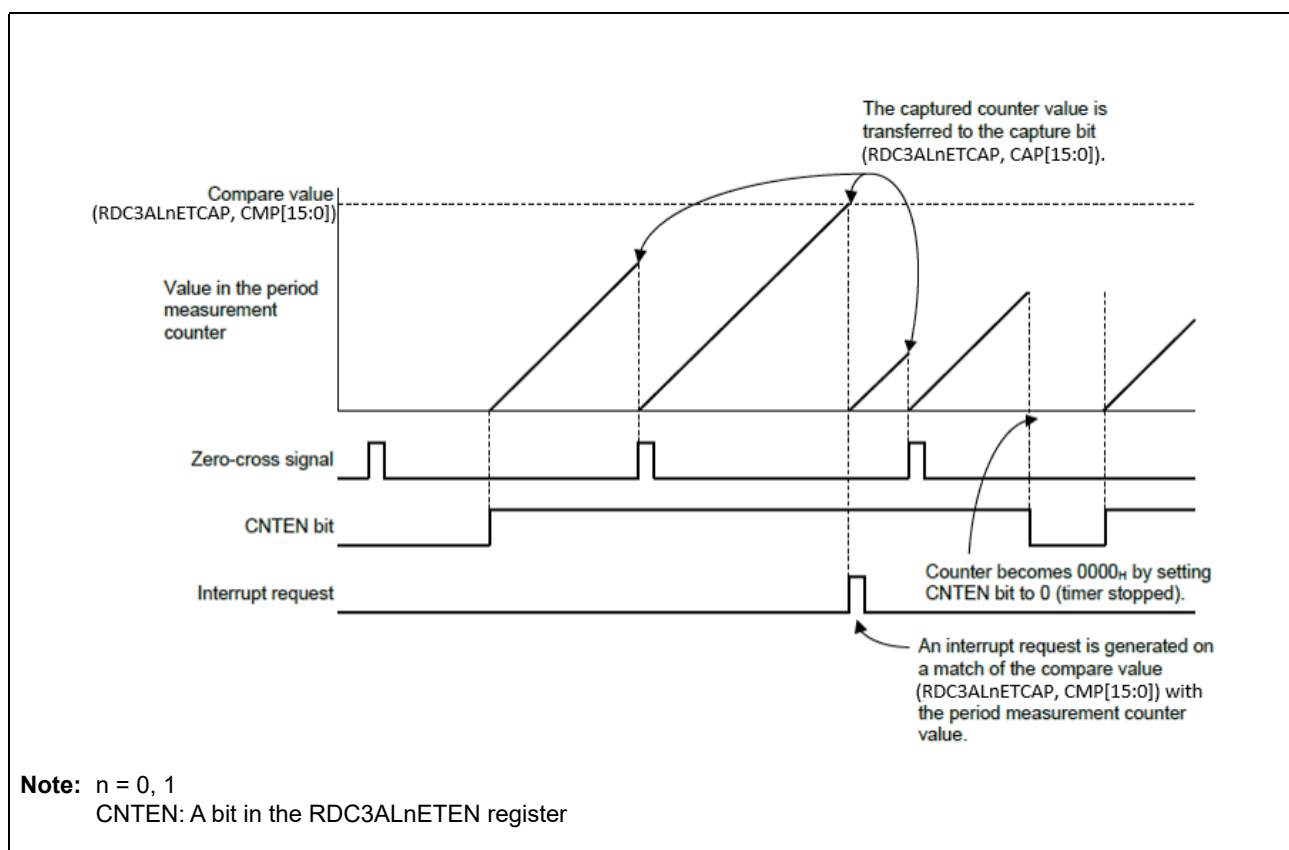 The captured counter value is
transferred to the capture bit
(RDC3ALnETCAP, CAP[15:0]).
Compare value
(RDC3ALnETCAP, CMP[15:0])
Value in the period
measurement
counter
Zero-cross signal
CNTEN bit
Counter becomes 0000H by setting
CNTEN bit to 0 (timer stopped).
Interrupt request
An interrupt request is generated on
a match of the compare value
(RDC3ALnETCAP, CMP[15:0]) with
the period measurement counter
value.
Note: n = 0, 1
CNTEN: A bit in the RDC3ALnETEN register